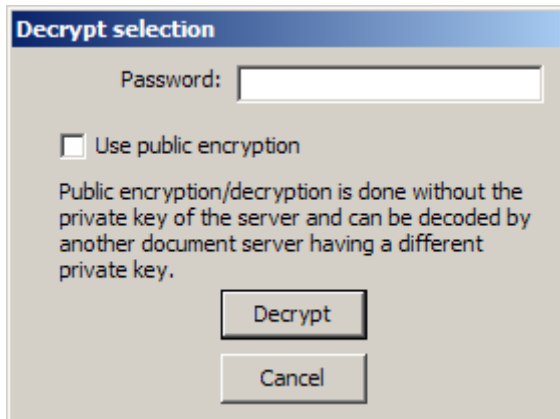 Decrypt selection
Password:
Use public encryption
Public encryption/decryption is done without the
private key of the server and can be decoded by
another document server having a different
private key.
Decrypt
Cancel